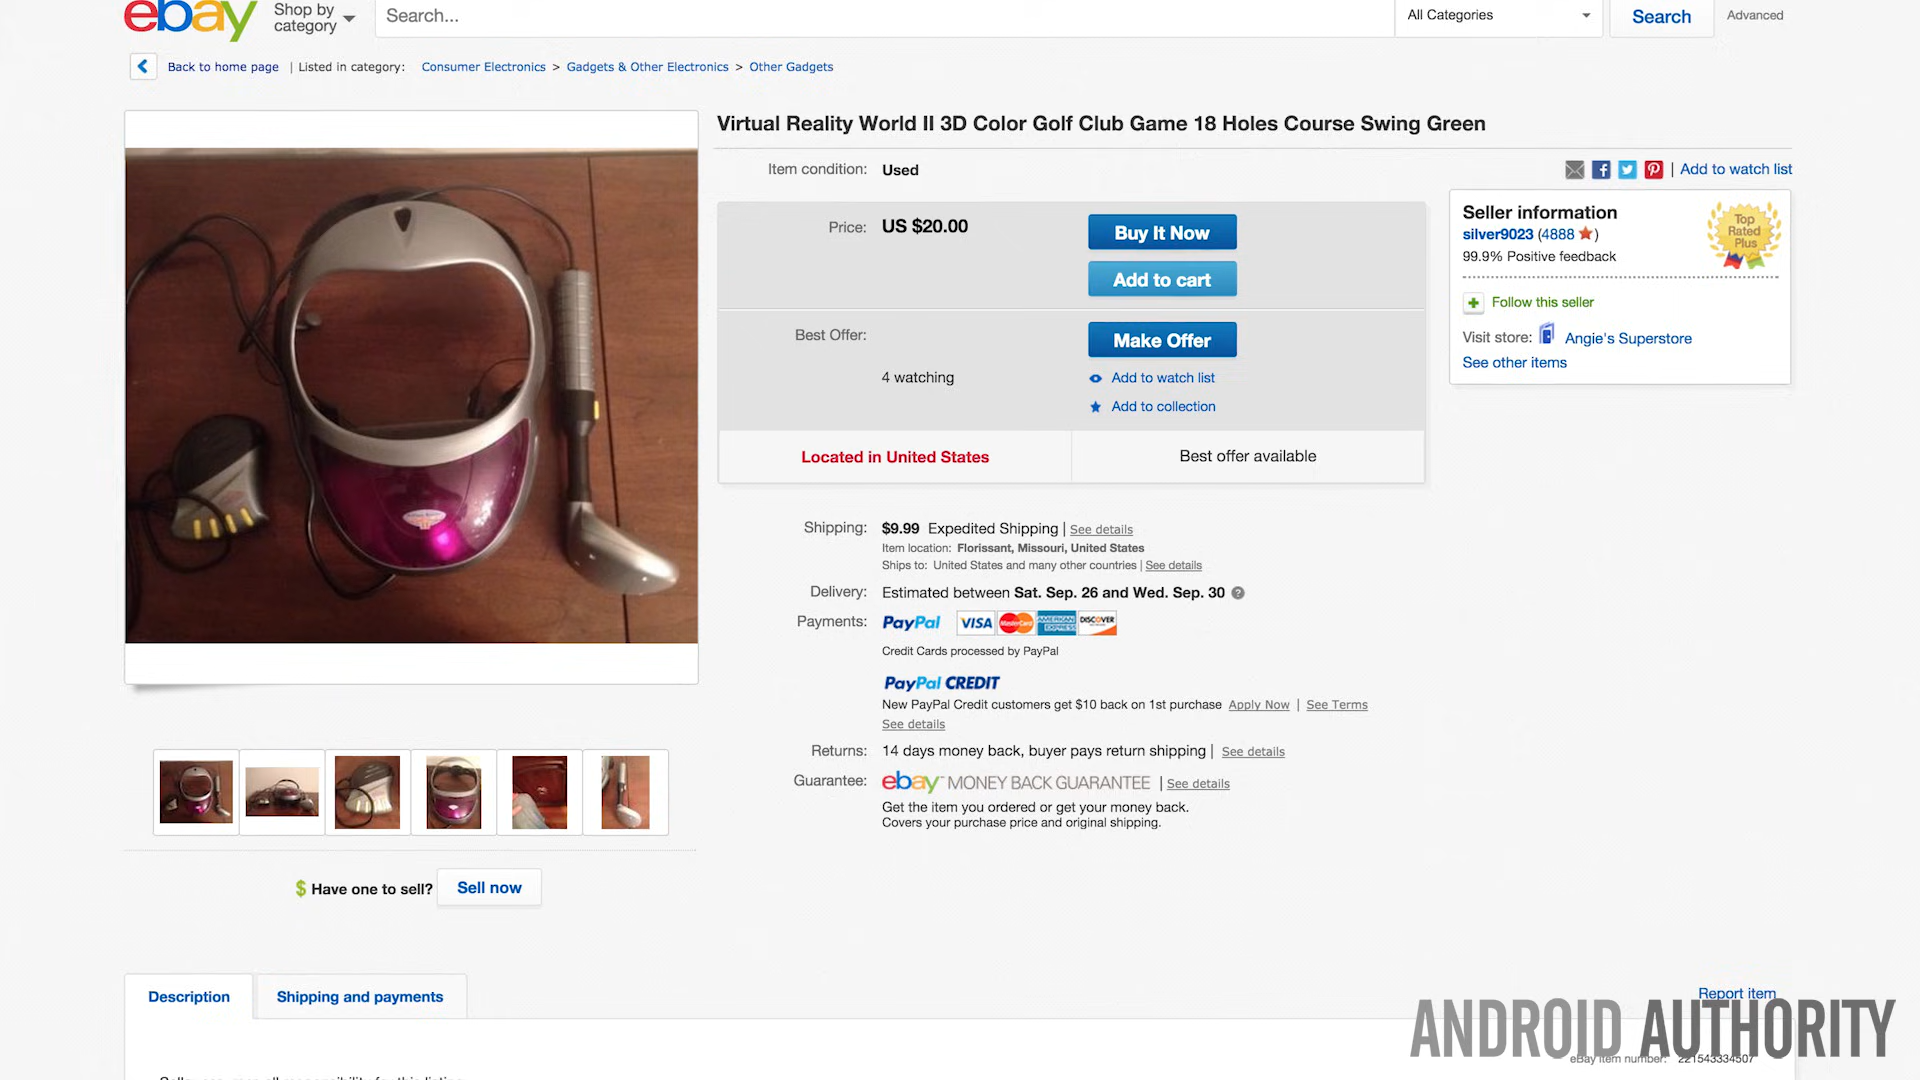 ebay
Shop by
category
Search...
All Categories
Search
Advanced
Back to home page | Listed in category: Consumer Electronics > Gadgets & Other Electronics > Other Gadgets
Virtual Reality World II 3D Color Golf Club Game 18 Holes Course Swing Green
Item condition: Used
| Add to watch list
Price: US $20.00
Buy It Now
Add to cart
Best Offer:
Make Offer
4 watching
Add to watch list
Add to collection
Located in United States
Best offer available
Seller information
silver9023 (4888 )
99.9% Positive feedback
Top
Rated
Plus
Follow this seller
Visit store: Angie's Superstore
See other items
Shipping: $9.99 Expedited Shipping | See details
Item location: Florissant, Missouri, United States
Ships to: United States and many other countries | See details
Delivery: Estimated between Sat. Sep. 26 and Wed. Sep. 30 ?
Payments: PayPal VISA MasterCard AMERICAN EXPRESS DISCOVER
Credit Cards processed by PayPal
PayPal CREDIT
New PayPal Credit customers get $10 back on 1st purchase Apply Now | See Terms
See details
Returns: 14 days money back, buyer pays return shipping | See details
Guarantee: ebay MONEY BACK GUARANTEE | See details
Get the item you ordered or get your money back.
Covers your purchase price and original shipping.
$ Have one to sell? Sell now
Description
Shipping and payments
Report item
ANDROID AUTHORITY
eBay item number: 221543334507